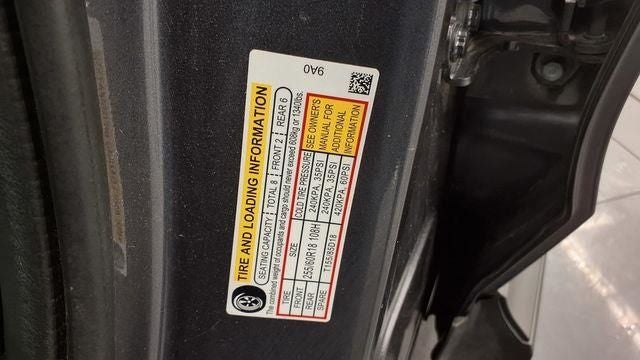 9A0
TIRE AND LOADING INFORMATION
SEATING CAPACITY | TOTAL 8 | FRONT 2 | REAR 6
The combined weight of occupants and cargo should never exceed 608kg or 1340lbs.
TIRE SIZE COLD TIRE PRESSURE SEE OWNER'S
MANUAL FOR
ADDITIONAL
INFORMATION
FRONT 255/60R18 108H 240KPA, 35PSI
REAR 240KPA, 35PSI
SPARE T155/85D18 420KPA, 60PSI